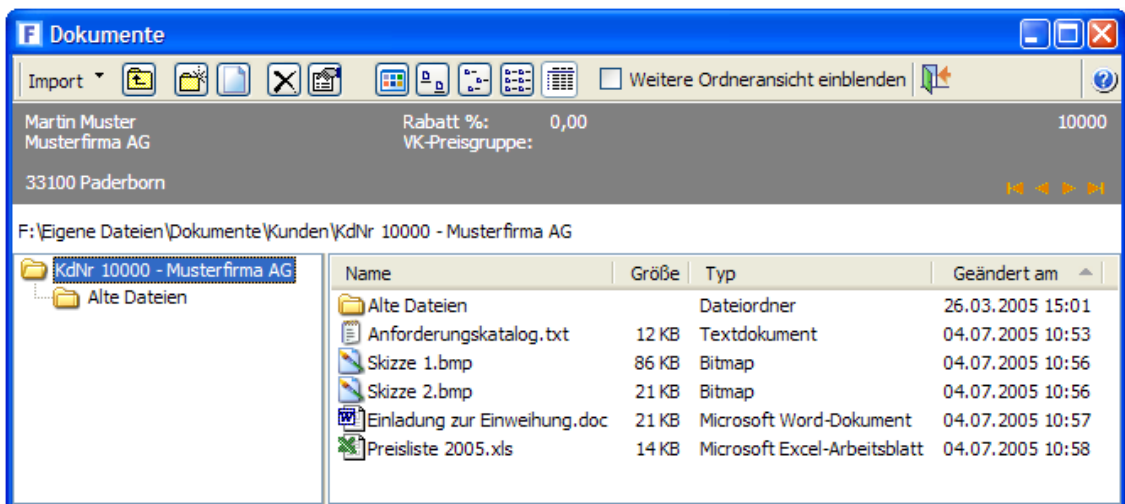 F Dokumente
Import Weitere Ordneransicht einblenden ?
Martin Muster Rabatt %: 0,00 10000
Musterfirma AG VK-Preisgruppe:
33100 Paderborn
F:\Eigene Dateien\Dokumente\Kunden\KdNr 10000 - Musterfirma AG
KdNr 10000 - Musterfirma AG
Alte Dateien
Name Größe Typ Geändert am
Alte Dateien Dateiordner 26.03.2005 15:01
Anforderungskatalog.txt 12 KB Textdokument 04.07.2005 10:53
Skizze 1.bmp 86 KB Bitmap 04.07.2005 10:56
Skizze 2.bmp 21 KB Bitmap 04.07.2005 10:56
Einladung zur Einweihung.doc 21 KB Microsoft Word-Dokument 04.07.2005 10:57
Preisliste 2005.xls 14 KB Microsoft Excel-Arbeitsblatt 04.07.2005 10:58